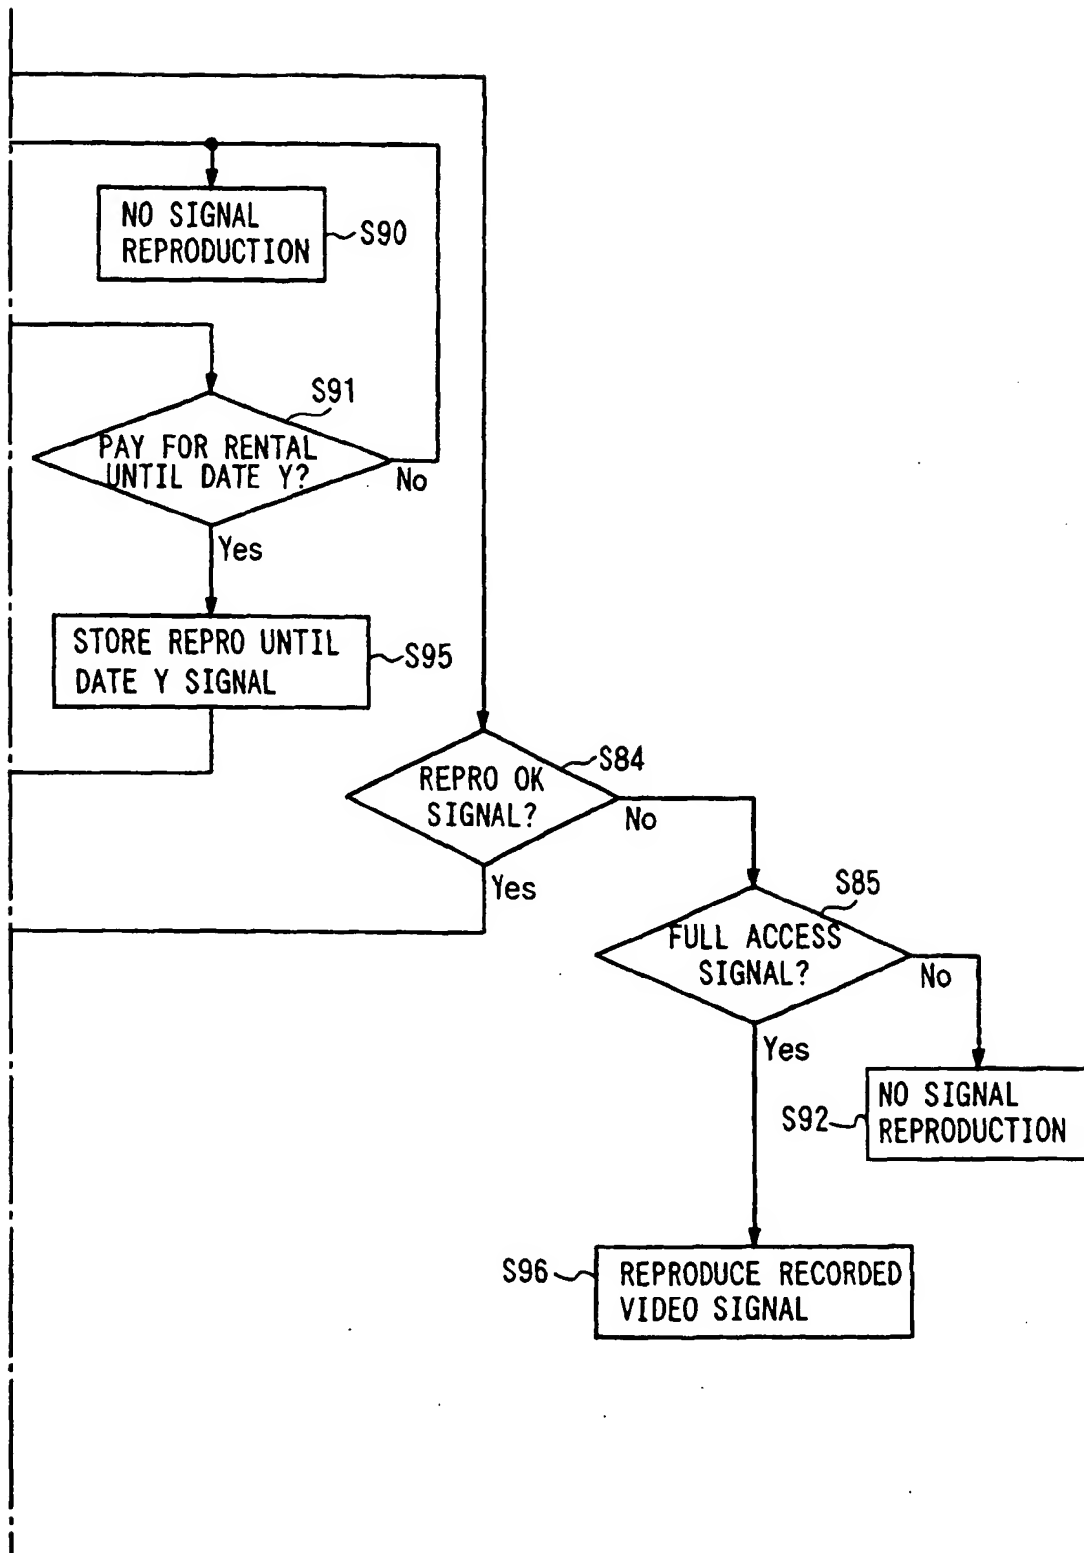 NO SIGNAL
REPRODUCTION
S90
S91
PAY FOR RENTAL
UNTIL DATE Y?
No
Yes
STORE REPRO UNTIL
DATE Y SIGNAL
S95
S84
REPRO OK
SIGNAL?
No
Yes
S85
FULL ACCESS
SIGNAL?
No
Yes
S92
NO SIGNAL
REPRODUCTION
S96
REPRODUCE RECORDED
VIDEO SIGNAL